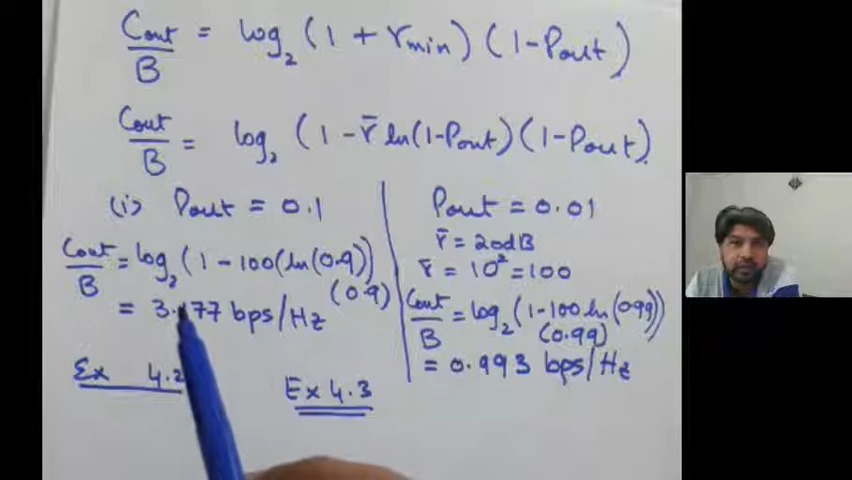 Cout/B = log₂ (1 + γmin) (1-Pout)
Cout/B = log₂ (1 - γ̄ ln(1-Pout) (1-Pout)
(i) Pout = 0.1
Cout/B = log₂ (1 - 100(ln(0.9))
(0.9)
= 3. 77 bps/Hz
Ex 4.2
Pout = 0.01
γ̄ = 20dB
γ̄ = 10² = 100
Cout/B = log₂ (1-100 ln(0.99))
(0.99)
= 0.993 bps/Hz
Ex 4.3